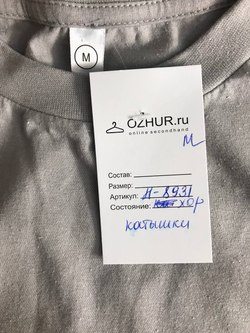 M
OZHUR.ru
online secondhand
M
Состав:
Размер:
Артикул: Н-8931
Состояние: хор
катышки